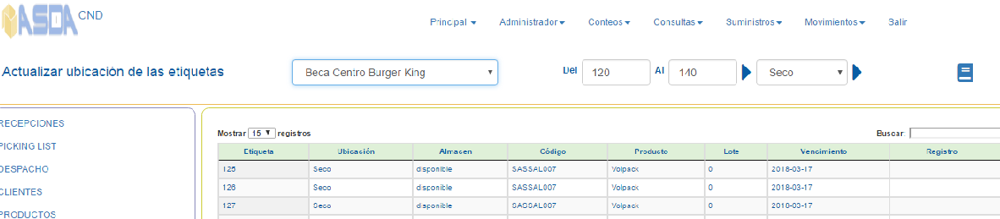 ASDA CND
Principal Administrador Conteos Consultas Suministros Movimientos Salir
Actualizar ubicación de las etiquetas Beca Centro Burger King Del 120 Al 140 Seco
RECEPCIONES
PICKING LIST
DESPACHO
CLIENTES
PRODUCTOS
Mostrar 15 registros Buscar:
Etiqueta Ubicación Almacen Código Producto Lote Vencimiento Registro
125 Seco disponible SASSAL007 Volpack 0 2018-03-17
126 Seco disponible SASSAL007 Volpack 0 2018-03-17
127 Seco disponible SASSAL007 Volpack 0 2018-03-17